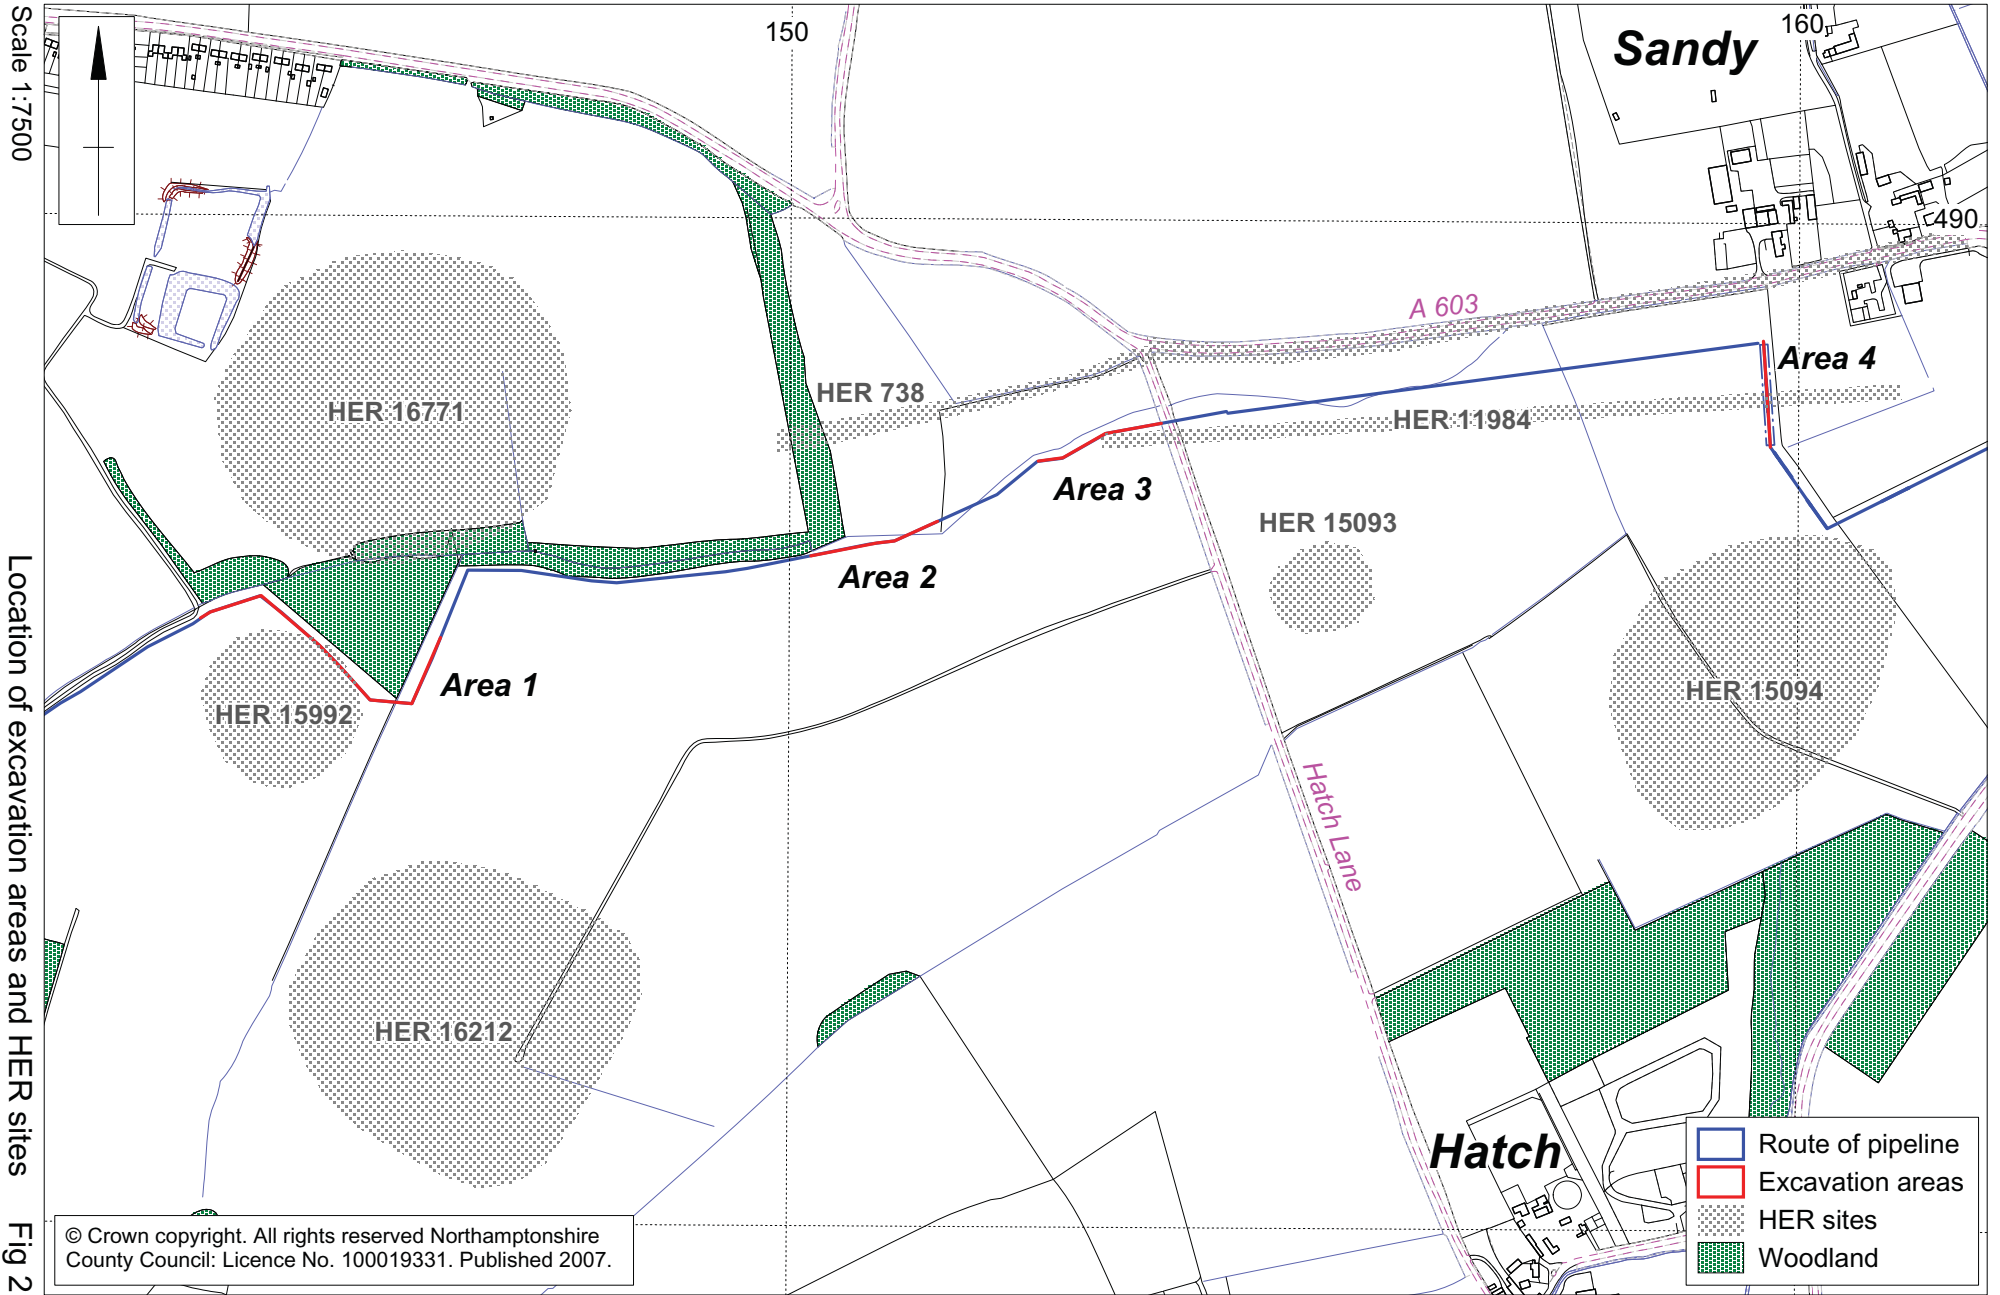 Scale 1:7500
Location of excavation areas and HER sites
Fig 2
150
160
490
Sandy
A 603
Area 4
HER 738
HER 16771
HER 11984
Area 3
HER 15093
Area 2
Area 1
HER 15992
HER 15094
Hatch Lane
HER 16212
Hatch
Route of pipeline
Excavation areas
HER sites
Woodland
© Crown copyright. All rights reserved Northamptonshire
County Council: Licence No. 100019331. Published 2007.